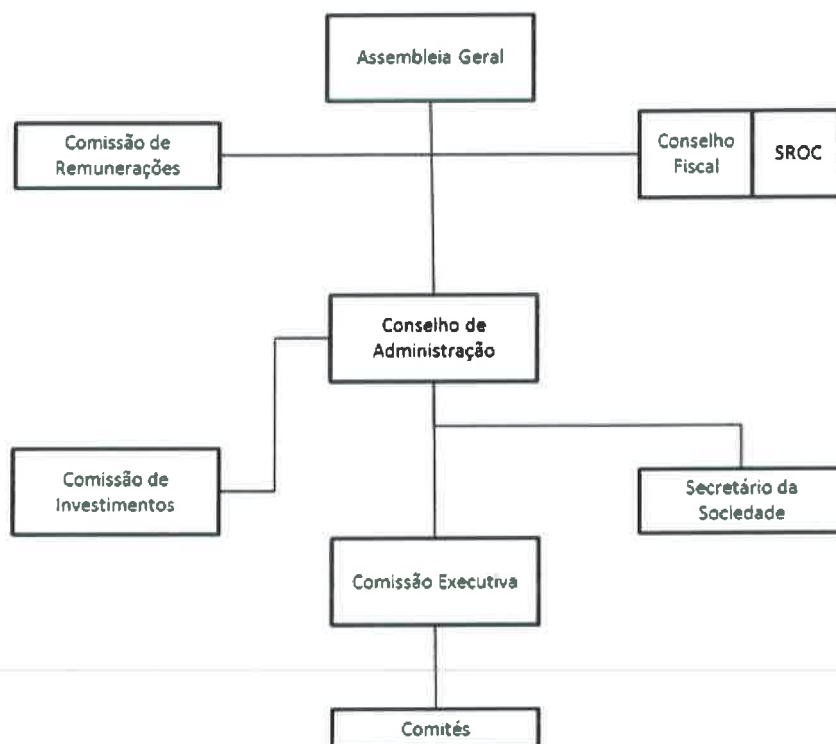 Assembleia Geral
Comissão de
Remunerações
Conselho
Fiscal
SROC
Conselho de
Administração
Comissão de
Investimentos
Secretário da
Sociedade
Comissão Executiva
Comités